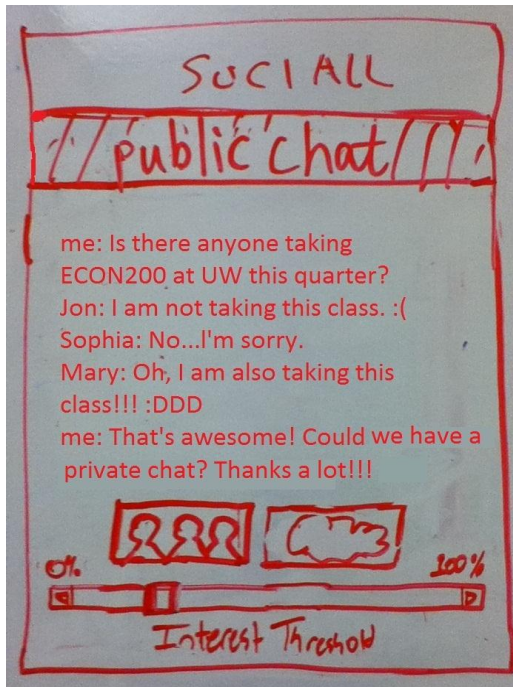 SOCIALL
public chat
me: Is there anyone taking
ECON200 at UW this quarter?
Jon: I am not taking this class. :(
Sophia: No...I'm sorry.
Mary: Oh, I am also taking this
class!!! :DDD
me: That's awesome! Could we have a
private chat? Thanks a lot!!!
0% 100%
Interest Threshold